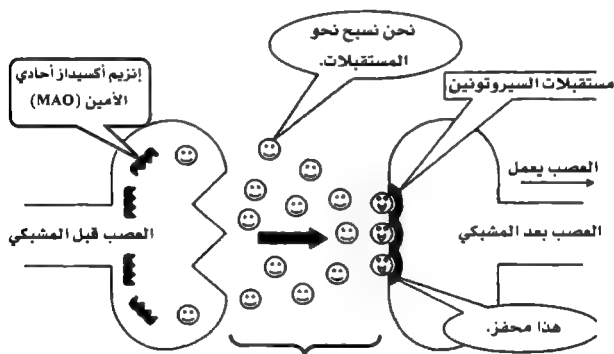 نحن نسبح نحو
المستقبلات.
إنزيم أكسيداز أحادي
الأمين (MAO)
مستقبلات السيروتونين
العصب يعمل
العصب قبل المشبكي
العصب بعد المشبكي
هذا محفز.